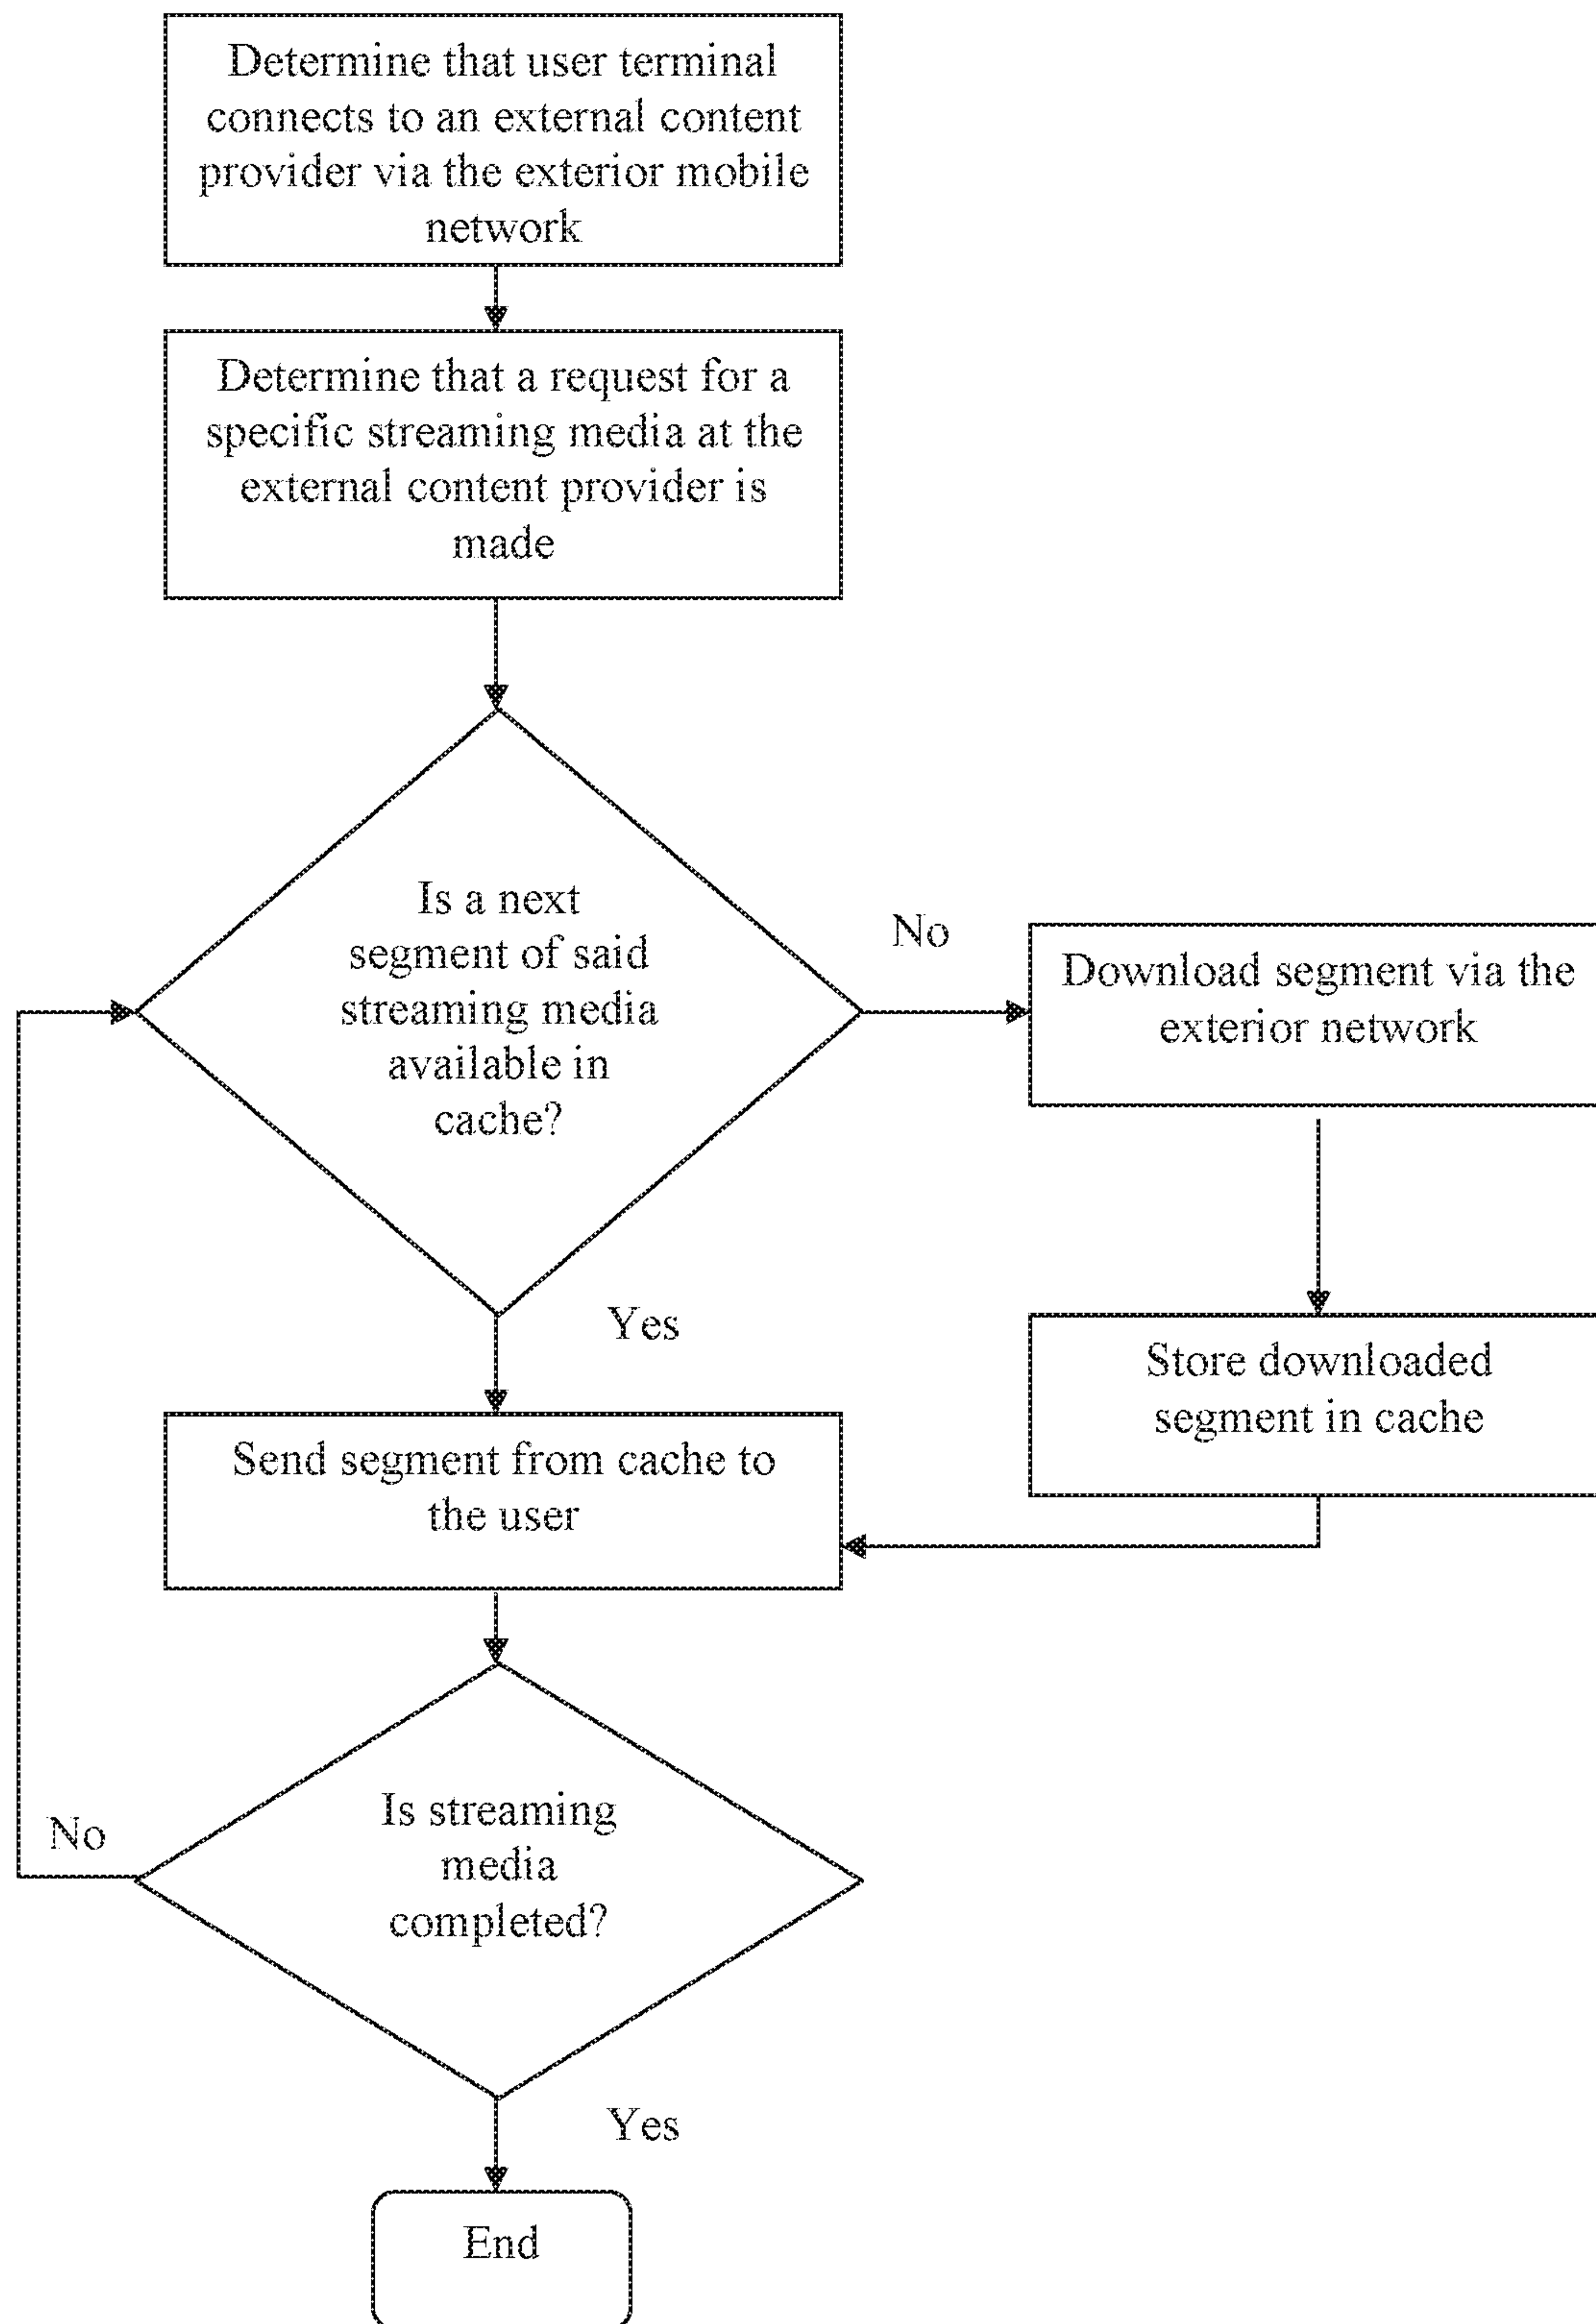 Determine that user terminal
connects to an external content
provider via the exterior mobile
network
Determine that a request for a
specific streaming media at the
external content provider is
made
Is a next
segment of said
streaming media
available in
cache?
No
Download segment via the
exterior network
Yes
Store downloaded
segment in cache
Send segment from cache to
the user
Is streaming
media
completed?
No
Yes
End